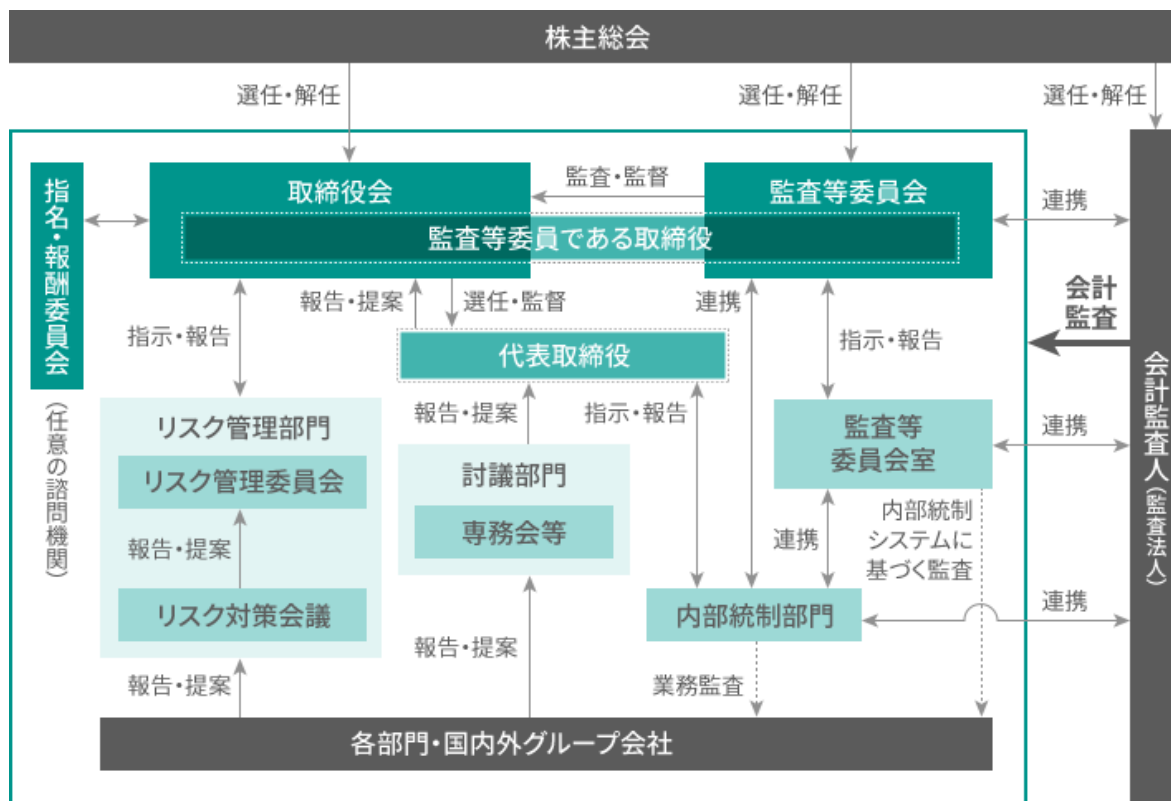 株主総会
選任・解任
選任・解任
選任・解任
指名・報酬委員会
(任意の諮問機関)
取締役会
監査・監督
監査等委員会
監査等委員である取締役
連携
報告・提案
選任・監督
連携
会計
監査
指示・報告
指示・報告
代表取締役
会計監査人(監査法人)
リスク管理部門
リスク管理委員会
報告・提案
リスク対策会議
報告・提案
討議部門
専務会等
指示・報告
監査等
委員会室
連携
連携
内部統制
システムに
基づく監査
内部統制部門
連携
報告・提案
報告・提案
業務監査
各部門・国内外グループ会社